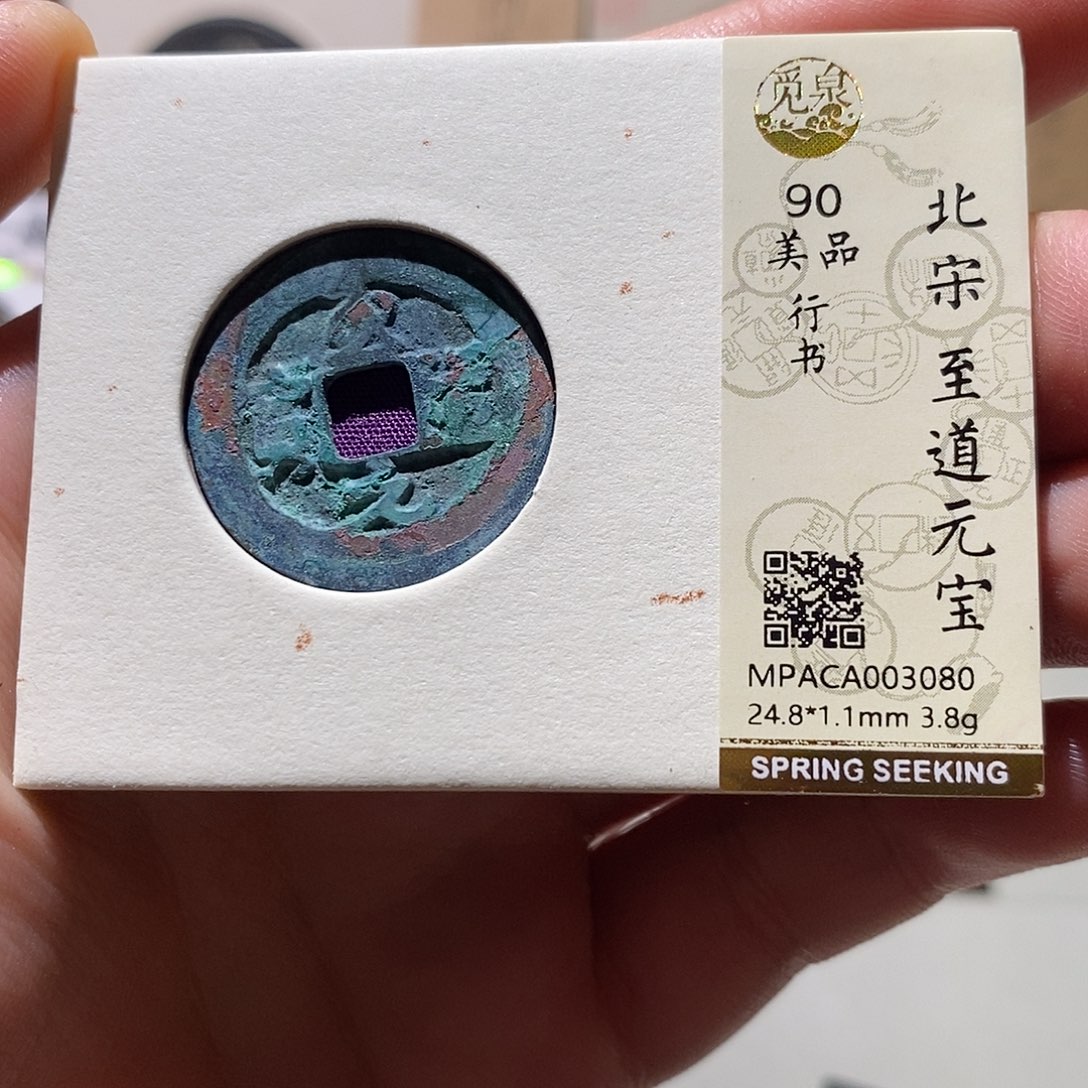 觅泉
90
美品
行书
北宋至道元宝
MPACA003080
24.8*1.1mm 3.8g
SPRING SEEKING